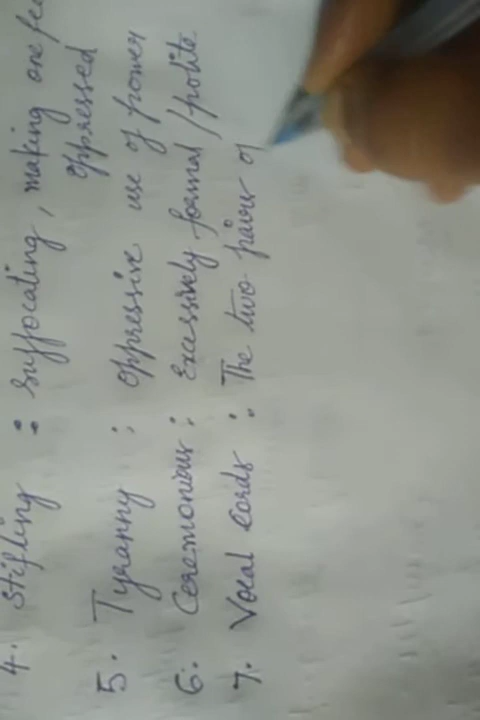 4. Stifling : suffocating, making one
oppressed
5. Tyranny : oppressive use of power
6. Ceremonious : Excessively formal / polite
7. Vocal Cords : The two pairs of